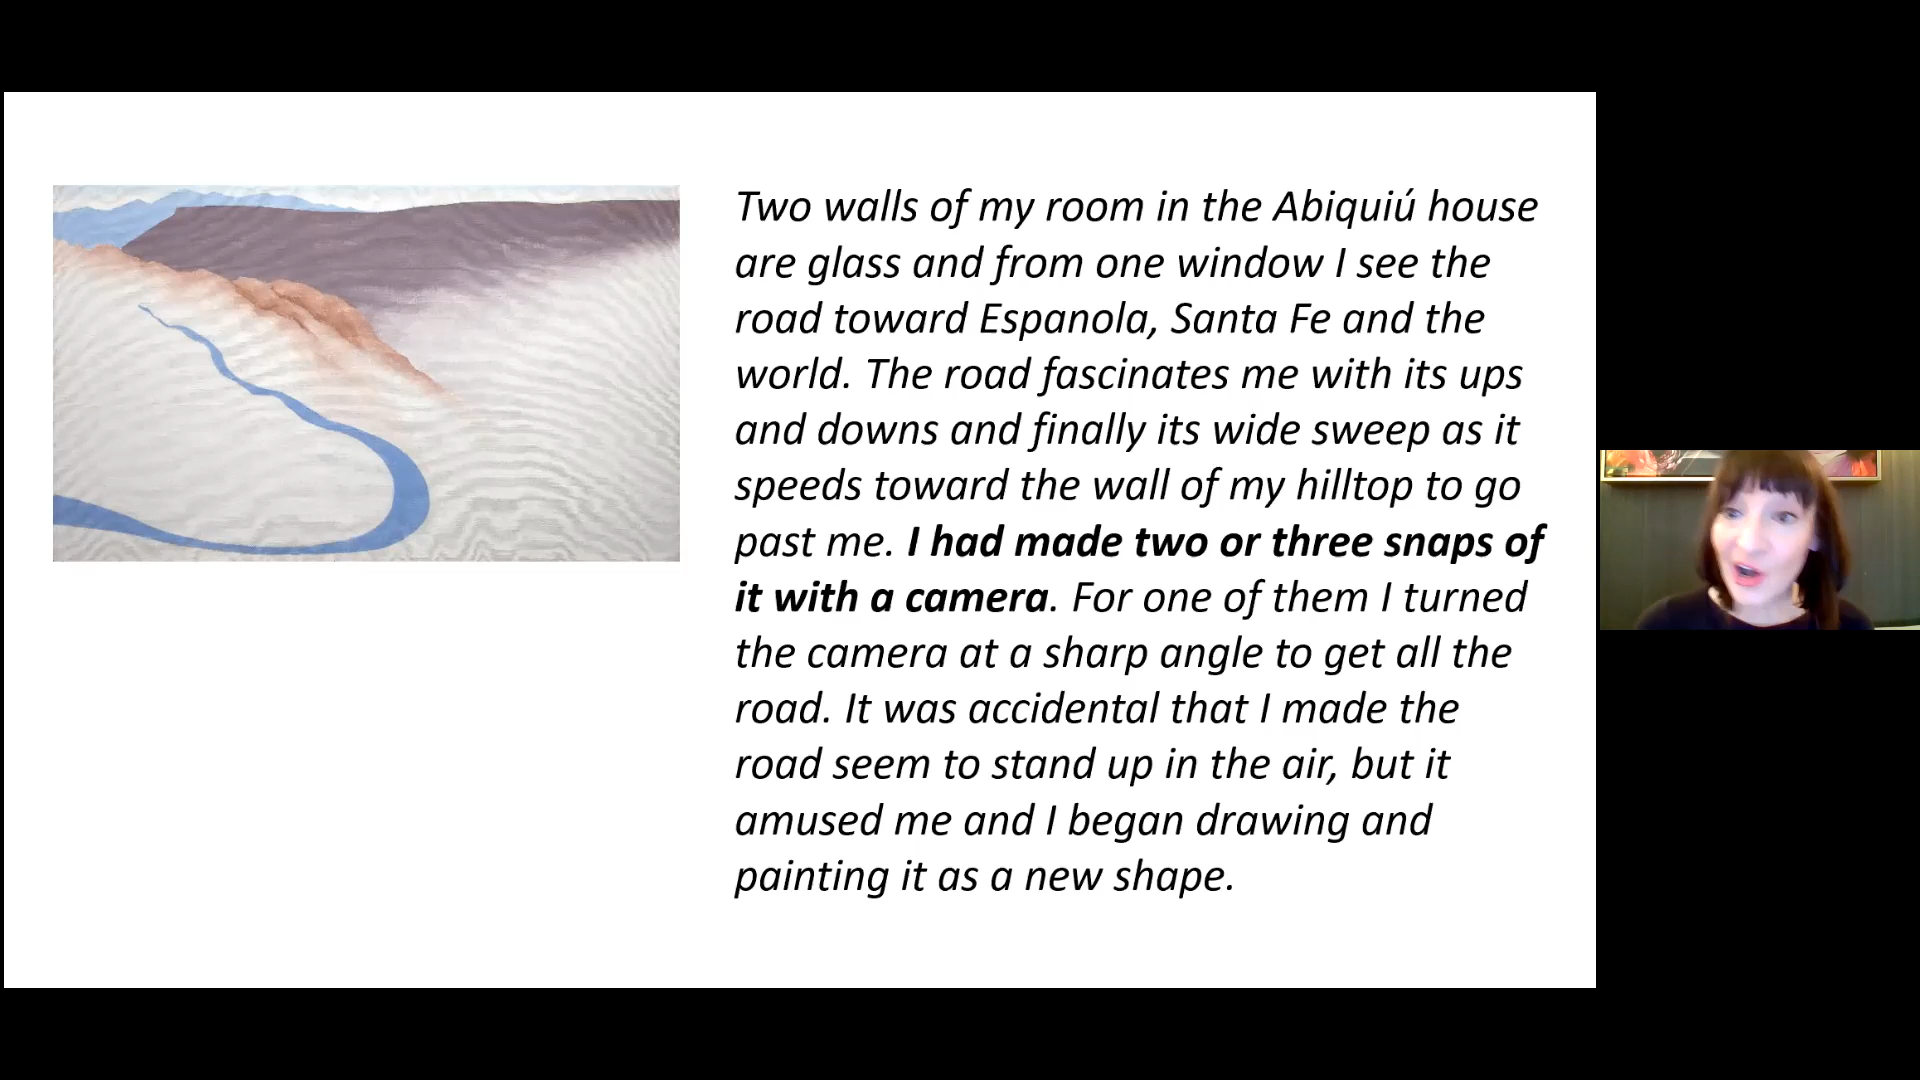 Two walls of my room in the Abiquiú house
are glass and from one window I see the
road toward Espanola, Santa Fe and the
world. The road fascinates me with its ups
and downs and finally its wide sweep as it
speeds toward the wall of my hilltop to go
past me. I had made two or three snaps of
it with a camera. For one of them I turned
the camera at a sharp angle to get all the
road. It was accidental that I made the
road seem to stand up in the air, but it
amused me and I began drawing and
painting it as a new shape.